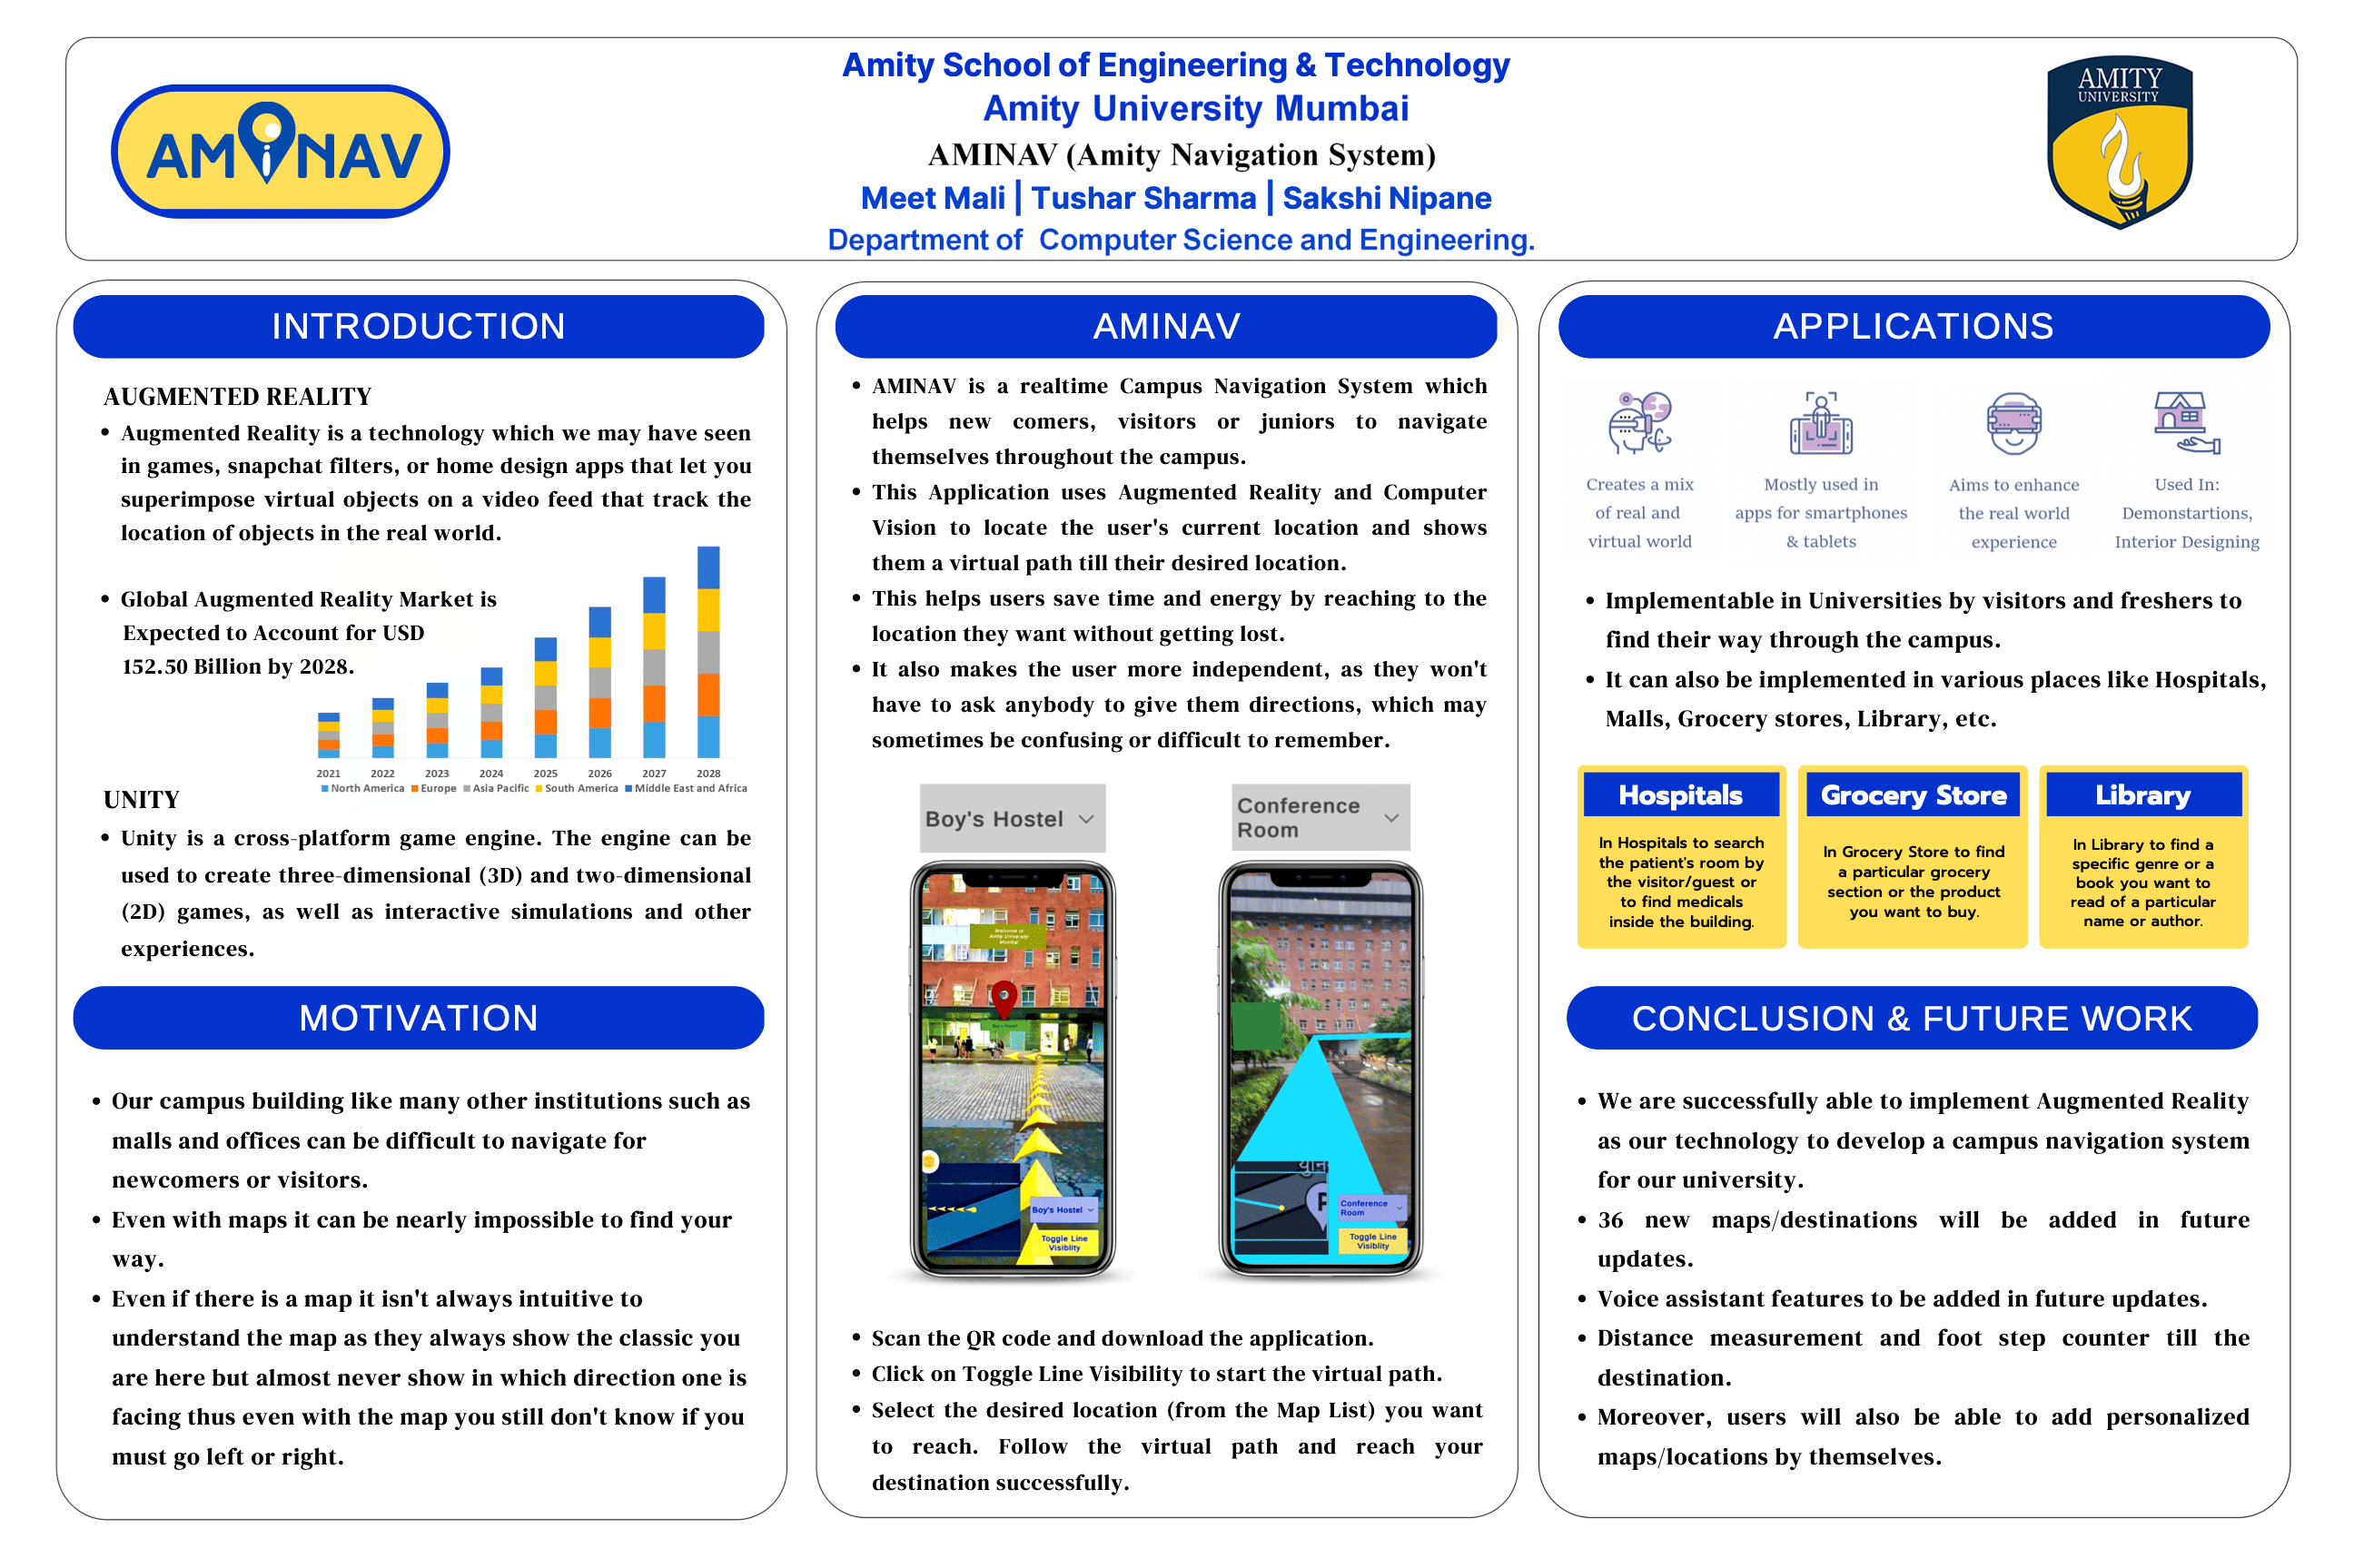 AMiNAV
Amity School of Engineering & Technology
Amity University Mumbai
AMINAV (Amity Navigation System)
Meet Mali | Tushar Sharma | Sakshi Nipane
Department of Computer Science and Engineering.
AMITY
UNIVERSITY
INTRODUCTION
AUGMENTED REALITY
• Augmented Reality is a technology which we may have seen
in games, snapchat filters, or home design apps that let you
superimpose virtual objects on a video feed that track the
location of objects in the real world.
• Global Augmented Reality Market is
Expected to Account for USD
152.50 Billion by 2028.
2021 2022 2023 2024 2025 2026 2027 2028
North America Europe Asia Pacific South America Middle East and Africa
UNITY
• Unity is a cross-platform game engine. The engine can be
used to create three-dimensional (3D) and two-dimensional
(2D) games, as well as interactive simulations and other
experiences.
MOTIVATION
• Our campus building like many other institutions such as
malls and offices can be difficult to navigate for
newcomers or visitors.
• Even with maps it can be nearly impossible to find your
way.
• Even if there is a map it isn't always intuitive to
understand the map as they always show the classic you
are here but almost never show in which direction one is
facing thus even with the map you still don't know if you
must go left or right.
AMINAV
• AMINAV is a realtime Campus Navigation System which
helps new comers, visitors or juniors to navigate
themselves throughout the campus.
• This Application uses Augmented Reality and Computer
Vision to locate the user's current location and shows
them a virtual path till their desired location.
• This helps users save time and energy by reaching to the
location they want without getting lost.
• It also makes the user more independent, as they won't
have to ask anybody to give them directions, which may
sometimes be confusing or difficult to remember.
Boy's Hostel
Welcome to
Amity University
Mumbai
Boy's Hostel
Boy's Hostel
Toggle Line
Visiblity
Conference
Room
Conference
Room
Toggle Line
Visiblity
• Scan the QR code and download the application.
• Click on Toggle Line Visibility to start the virtual path.
• Select the desired location (from the Map List) you want
to reach. Follow the virtual path and reach your
destination successfully.
APPLICATIONS
Creates a mix
of real and
virtual world
Mostly used in
apps for smartphones
& tablets
Aims to enhance
the real world
experience
Used In:
Demonstartions,
Interior Designing
• Implementable in Universities by visitors and freshers to
find their way through the campus.
• It can also be implemented in various places like Hospitals,
Malls, Grocery stores, Library, etc.
Hospitals
In Hospitals to search
the patient's room by
the visitor/guest or
to find medicals
inside the building.
Grocery Store
In Grocery Store to find
a particular grocery
section or the product
you want to buy.
Library
In Library to find a
specific genre or a
book you want to
read of a particular
name or author.
CONCLUSION & FUTURE WORK
• We are successfully able to implement Augmented Reality
as our technology to develop a campus navigation system
for our university.
• 36 new maps/destinations will be added in future
updates.
• Voice assistant features to be added in future updates.
• Distance measurement and foot step counter till the
destination.
• Moreover, users will also be able to add personalized
maps/locations by themselves.